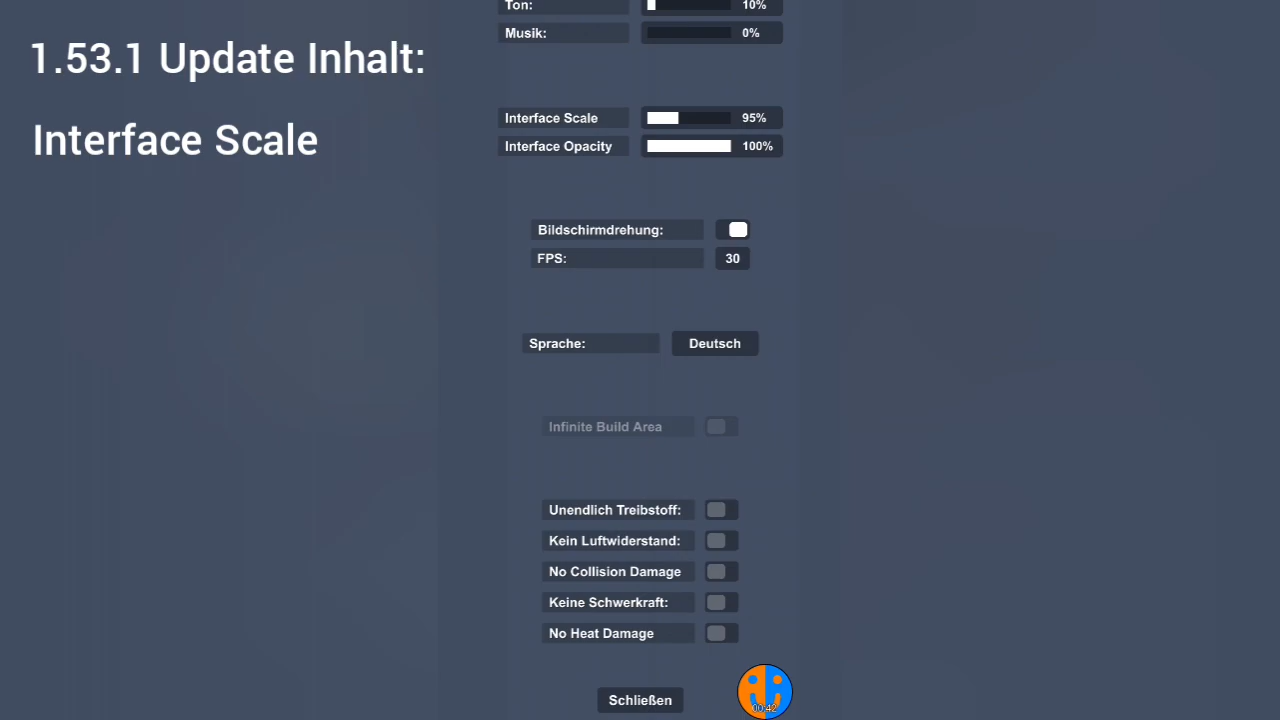 Ton: 10%
1.53.1 Update Inhalt:
Musik: 0%
Interface Scale
Interface Scale 95%
Interface Opacity 100%
Bildschirmdrehung:
FPS: 30
Sprache: Deutsch
Infinite Build Area
Unendlich Treibstoff:
Kein Luftwiderstand:
No Collision Damage
Keine Schwerkraft:
No Heat Damage
Schließen
00:42